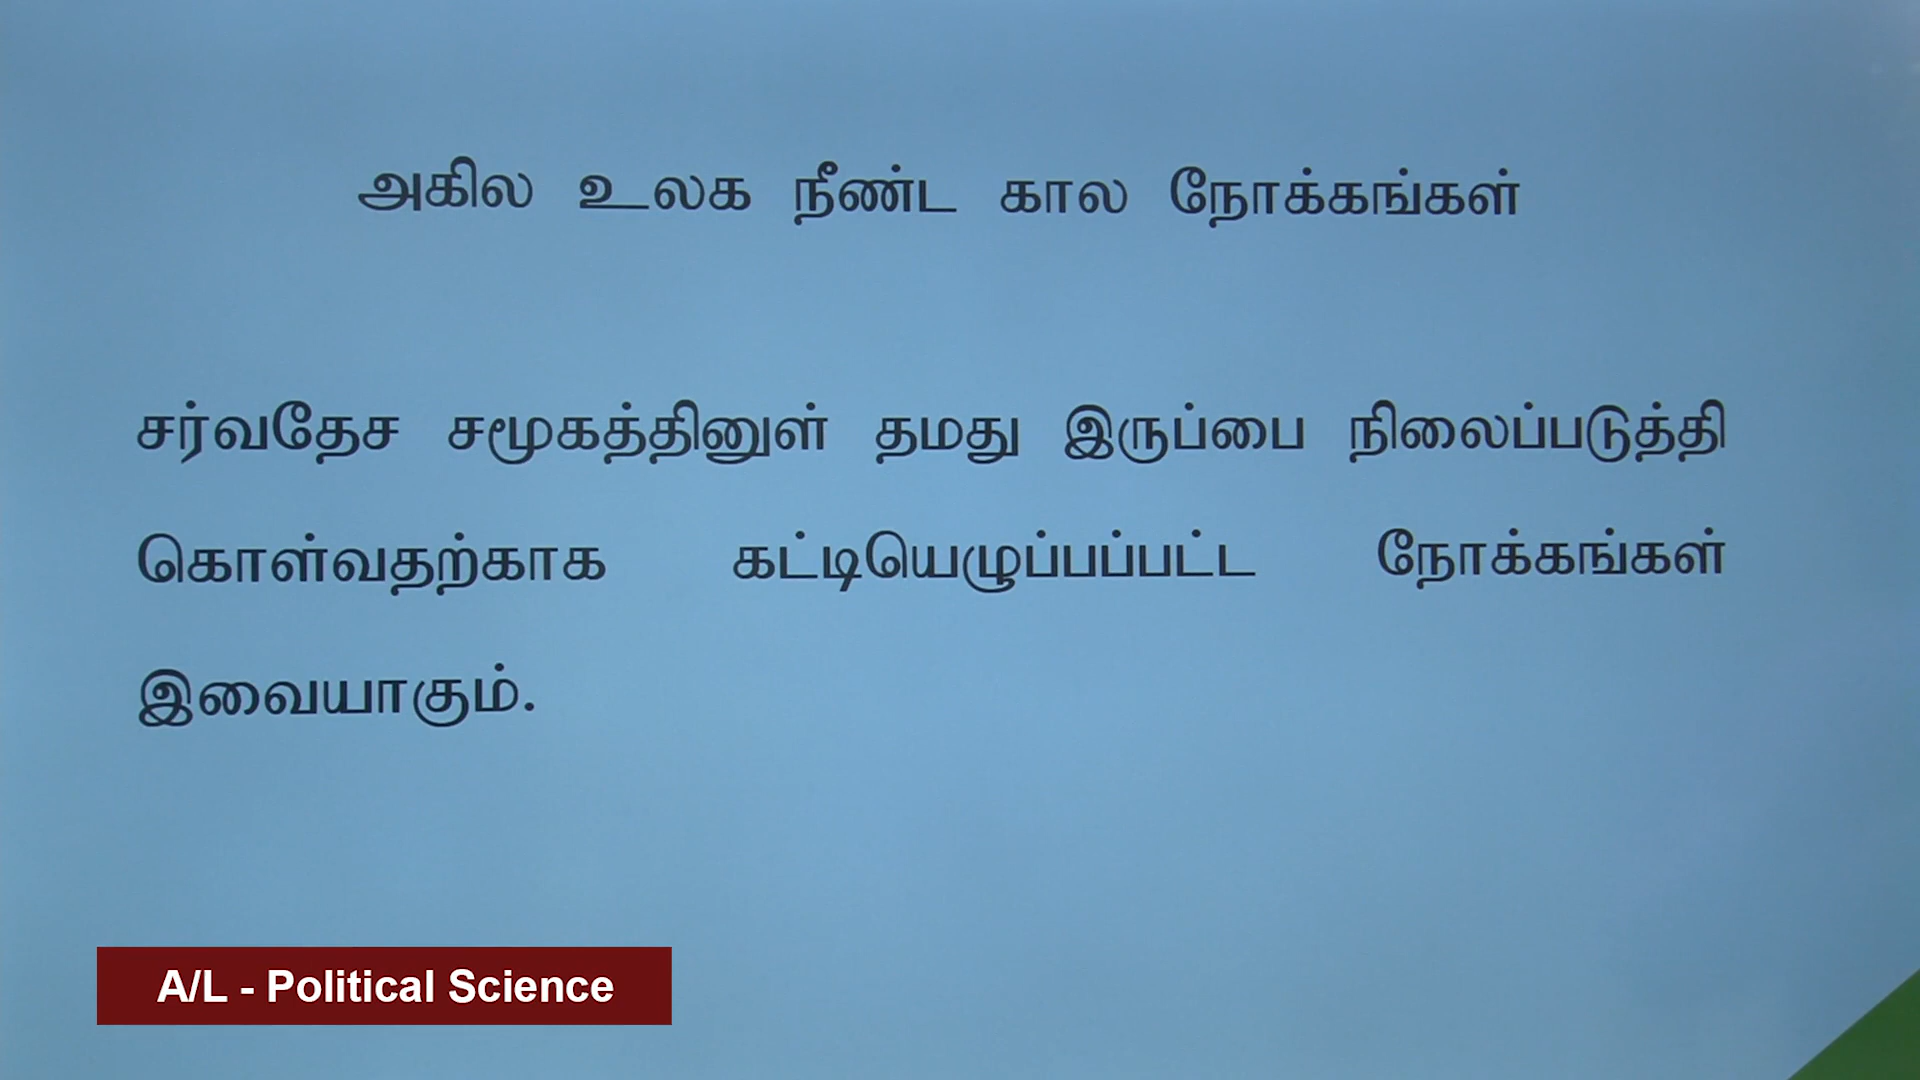 அகில உலக நீண்ட கால நோக்கங்கள்
சர்வதேச சமூகத்தினுள் தமது இருப்பை நிலைப்படுத்தி
கொள்வதற்காக கட்டியெழுப்பப்பட்ட நோக்கங்கள்
இவையாகும்.
A/L - Political Science